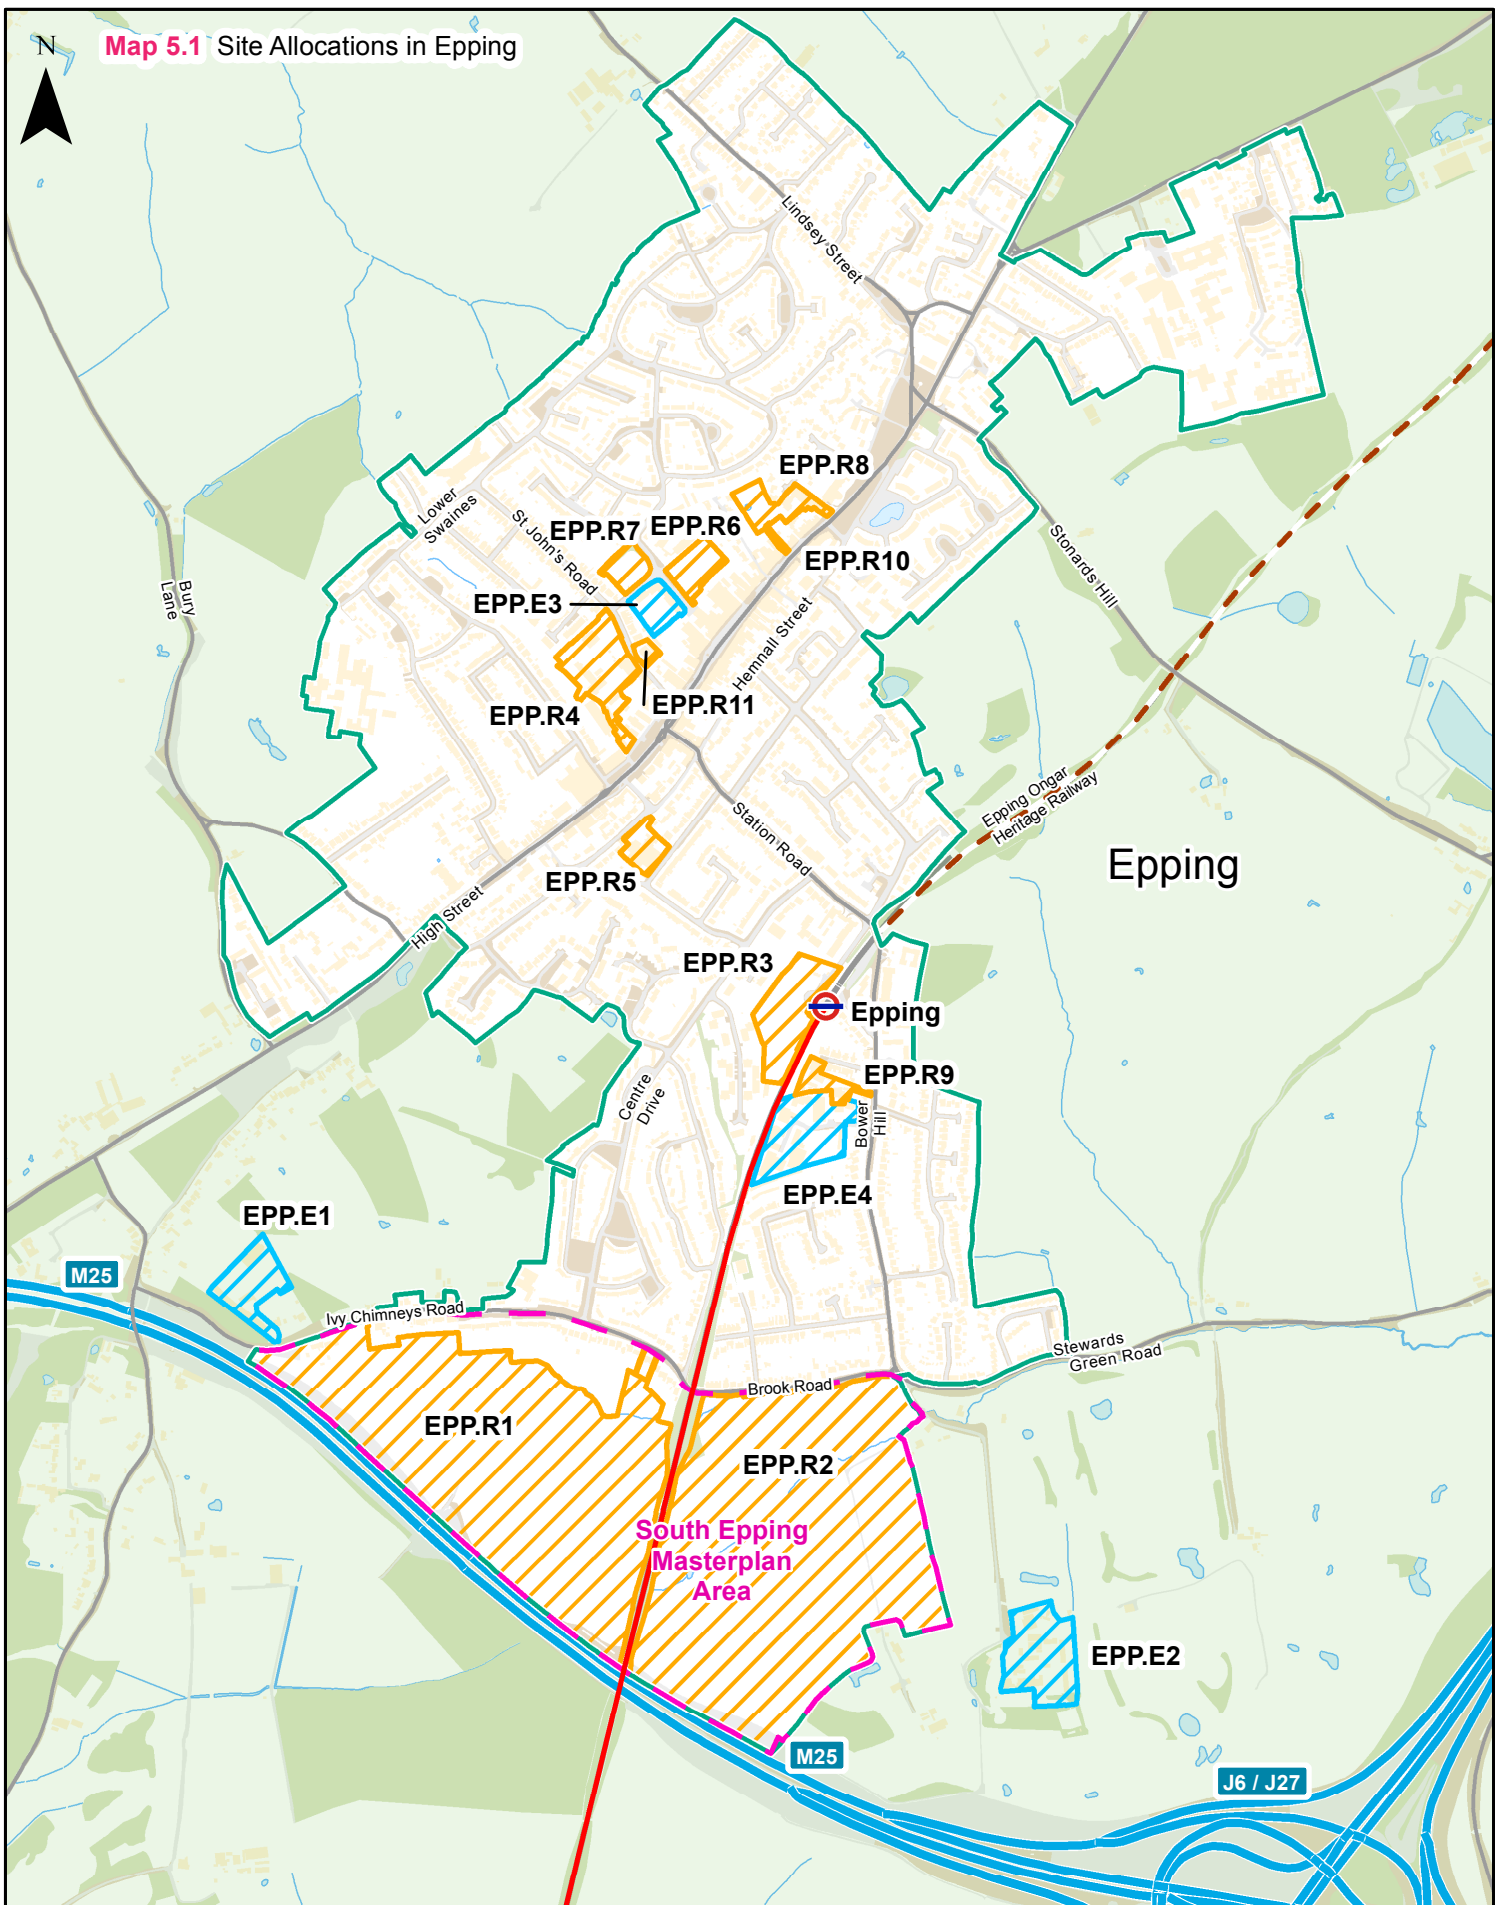 N
Map 5.1 Site Allocations in Epping
Lindsey Street
EPP.R8
Lower
Swaines
St John's Road
EPP.R7
EPP.R6
EPP.R10
Stonards Hill
Bury
Lane
EPP.E3
Hemnall Street
EPP.R11
EPP.R4
Epping Ongar
Heritage Railway
Station Road
Epping
EPP.R5
High Street
EPP.R3
Epping
EPP.R9
Centre
Drive
Bower
Hill
EPP.E4
EPP.E1
M25
Ivy Chimneys Road
Stewards
Green Road
Brook Road
EPP.R1
EPP.R2
South Epping
Masterplan
Area
EPP.E2
M25
J6 / J27